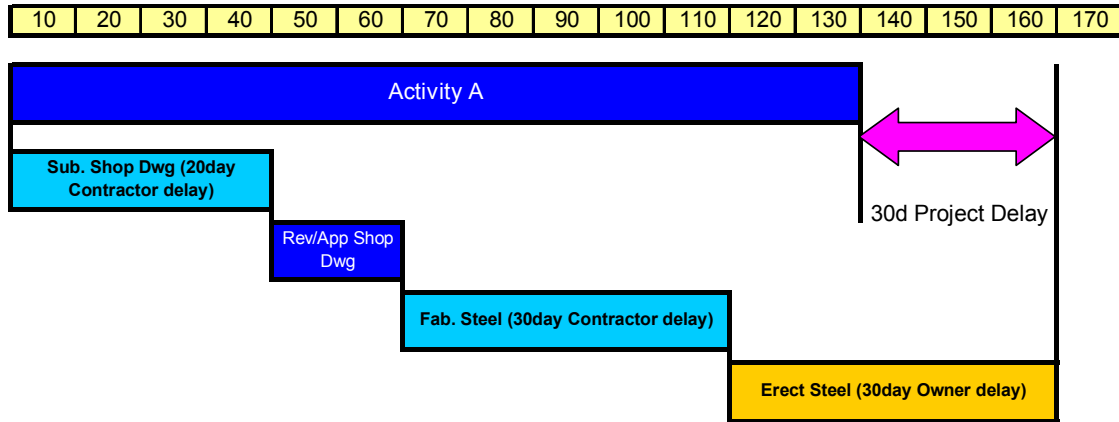 10 20 30 40 50 60 70 80 90 100 110 120 130 140 150 160 170
Activity A
Sub. Shop Dwg (20day
Contractor delay)
30d Project Delay
Rev/App Shop
Dwg
Fab. Steel (30day Contractor delay)
Erect Steel (30day Owner delay)